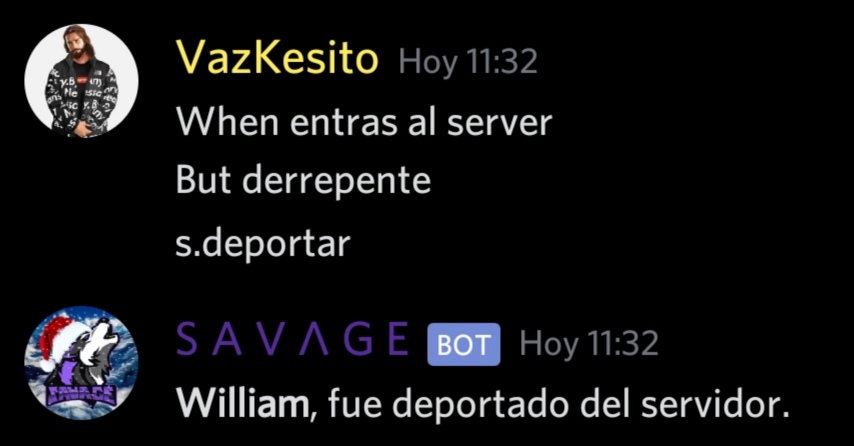 VazKesito Hoy 11:32
When entras al server
But derrepente
s.deportar
S A V Λ G E BOT Hoy 11:32
William, fue deportado del servidor.
SAVAGE